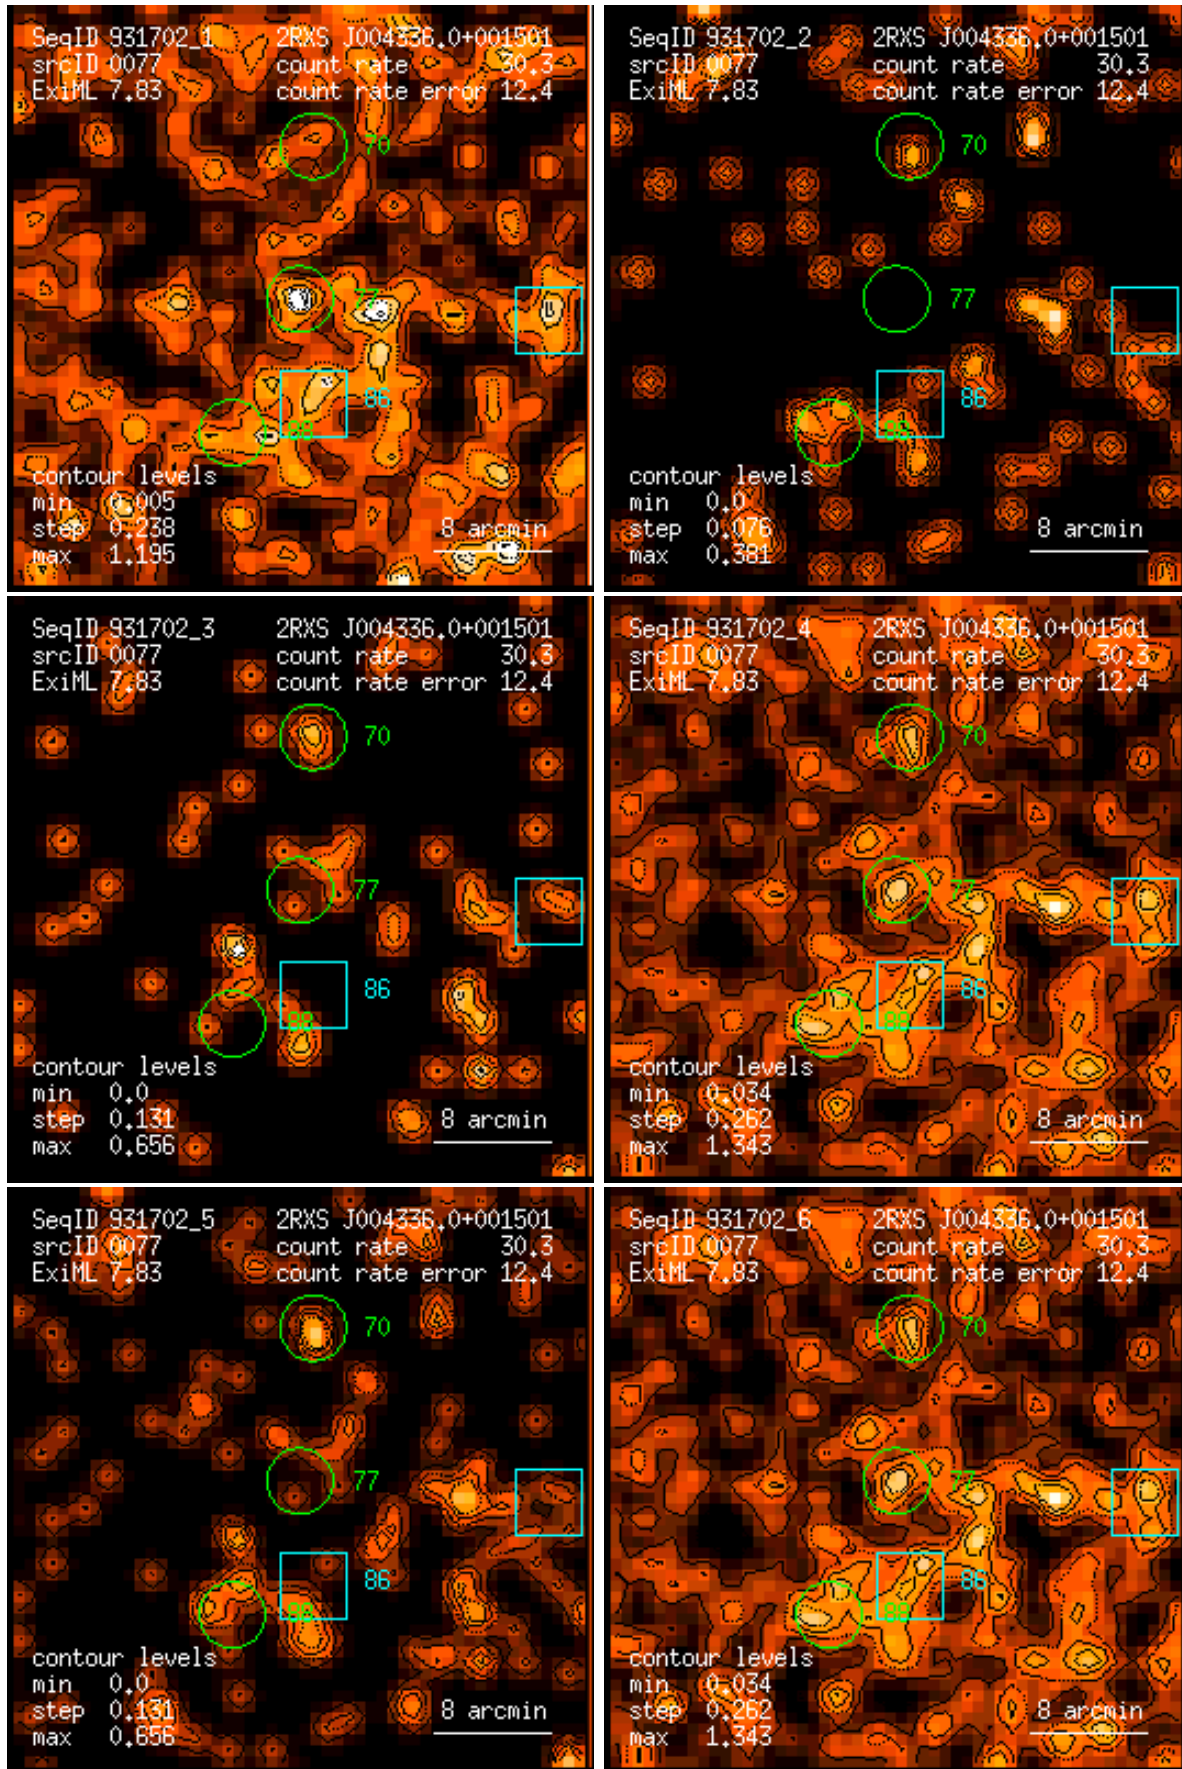 SeqID 931702_1 2RXS J004336.0+001501
srcID 0077 count rate 30.3
ExiML 7.83 count rate error 12.4
70
77
86
88
contour levels
min 0.005
step 0.238 8 arcmin
max 1.195
SeqID 931702_2 2RXS J004336.0+001501
srcID 0077 count rate 30.3
ExiML 7.83 count rate error 12.4
70
77
86
88
contour levels
min 0.0
step 0.076 8 arcmin
max 0.381
SeqID 931702_3 2RXS J004336.0+001501
srcID 0077 count rate 30.3
ExiML 7.83 count rate error 12.4
70
77
86
88
contour levels
min 0.0
step 0.131 8 arcmin
max 0.656
SeqID 931702_4 2RXS J004336.0+001501
srcID 0077 count rate 30.3
ExiML 7.83 count rate error 12.4
70
77
86
88
contour levels
min 0.034
step 0.262 8 arcmin
max 1.343
SeqID 931702_5 2RXS J004336.0+001501
srcID 0077 count rate 30.3
ExiML 7.83 count rate error 12.4
70
77
86
88
contour levels
min 0.0
step 0.131 8 arcmin
max 0.656
SeqID 931702_6 2RXS J004336.0+001501
srcID 0077 count rate 30.3
ExiML 7.83 count rate error 12.4
70
77
86
88
contour levels
min 0.034
step 0.262 8 arcmin
max 1.343